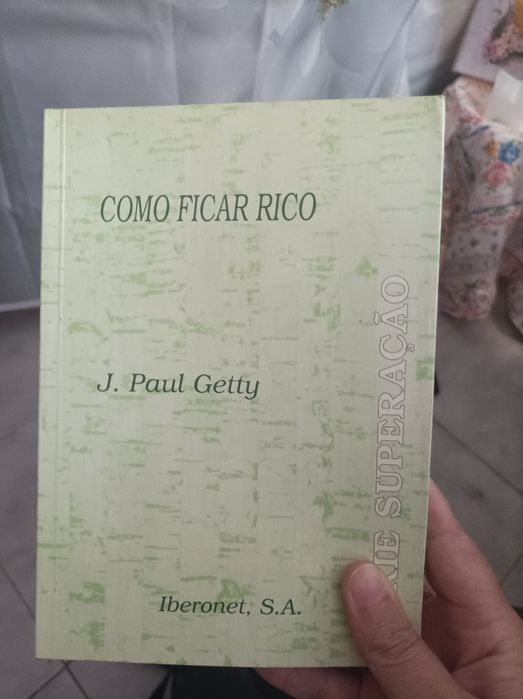 COMO FICAR RICO
J. Paul Getty
Iberonet, S.A.
SUPERAÇÃO